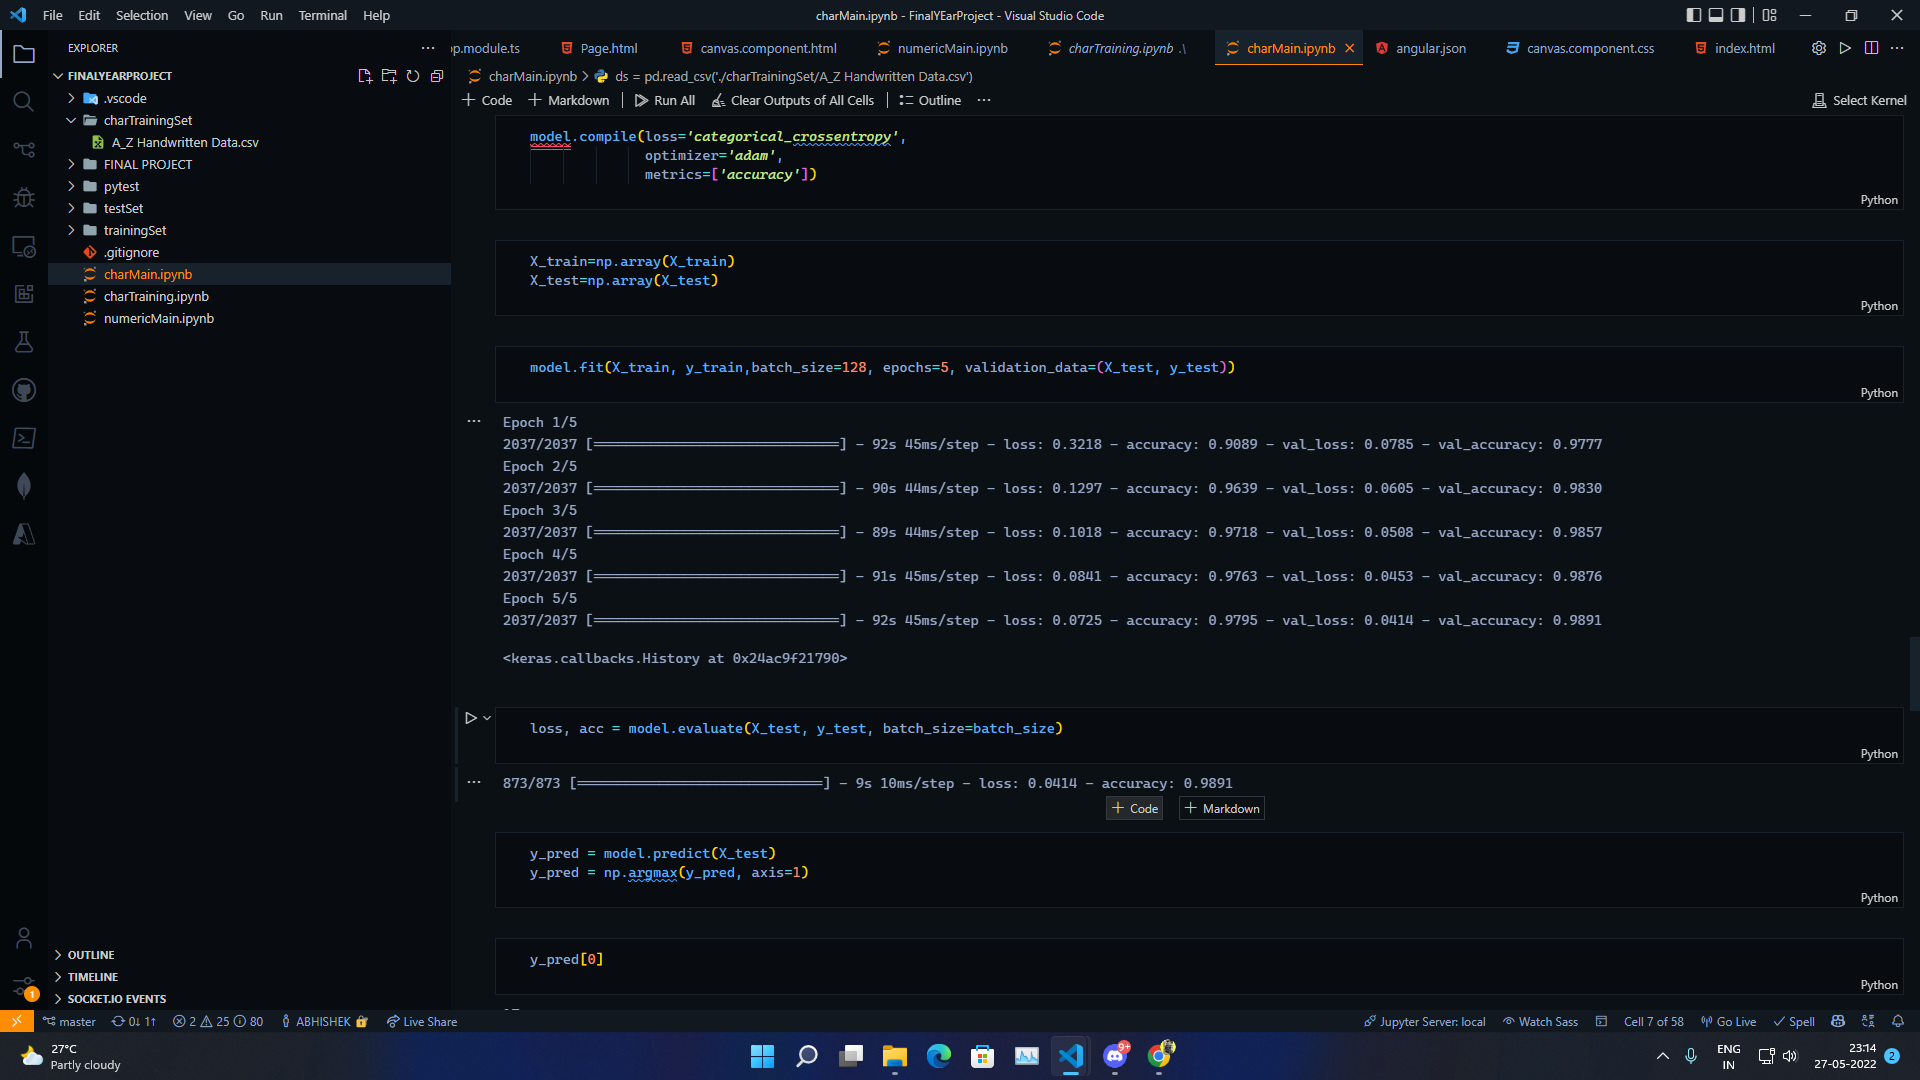 File Edit Selection View Go Run Terminal Help
charMain.ipynb - FinalYEarProject - Visual Studio Code
EXPLORER
FINALYEARPROJECT
.vscode
charTrainingSet
A_Z Handwritten Data.csv
FINAL PROJECT
pytest
testSet
trainingSet
.gitignore
charMain.ipynb
charTraining.ipynb
numericMain.ipynb
OUTLINE
TIMELINE
SOCKET.IO EVENTS
pp.module.ts Page.html canvas.component.html numericMain.ipynb charTraining.ipynb .\ charMain.ipynb angular.json canvas.component.css index.html
charMain.ipynb > ds = pd.read_csv('./charTrainingSet/A_Z Handwritten Data.csv')
+ Code + Markdown Run All Clear Outputs of All Cells Outline ... Select Kernel
model.compile(loss='categorical_crossentropy',
optimizer='adam',
metrics=['accuracy'])
Python
X_train=np.array(X_train)
X_test=np.array(X_test)
Python
model.fit(X_train, y_train,batch_size=128, epochs=5, validation_data=(X_test, y_test))
Python
Epoch 1/5
2037/2037 [==============================] - 92s 45ms/step - loss: 0.3218 - accuracy: 0.9089 - val_loss: 0.0785 - val_accuracy: 0.9777
Epoch 2/5
2037/2037 [==============================] - 90s 44ms/step - loss: 0.1297 - accuracy: 0.9639 - val_loss: 0.0605 - val_accuracy: 0.9830
Epoch 3/5
2037/2037 [==============================] - 89s 44ms/step - loss: 0.1018 - accuracy: 0.9718 - val_loss: 0.0508 - val_accuracy: 0.9857
Epoch 4/5
2037/2037 [==============================] - 91s 45ms/step - loss: 0.0841 - accuracy: 0.9763 - val_loss: 0.0453 - val_accuracy: 0.9876
Epoch 5/5
2037/2037 [==============================] - 92s 45ms/step - loss: 0.0725 - accuracy: 0.9795 - val_loss: 0.0414 - val_accuracy: 0.9891
<keras.callbacks.History at 0x24ac9f21790>
loss, acc = model.evaluate(X_test, y_test, batch_size=batch_size)
Python
873/873 [==============================] - 9s 10ms/step - loss: 0.0414 - accuracy: 0.9891
+ Code + Markdown
y_pred = model.predict(X_test)
y_pred = np.argmax(y_pred, axis=1)
Python
y_pred[0]
Python
master 0↓ 1↑ 2 25 80 ABHISHEK Live Share
Jupyter Server: local Watch Sass Cell 7 of 58 Go Live Spell
27°C
Partly cloudy
9+
ENG
IN
23:14
27-05-2022
2
1